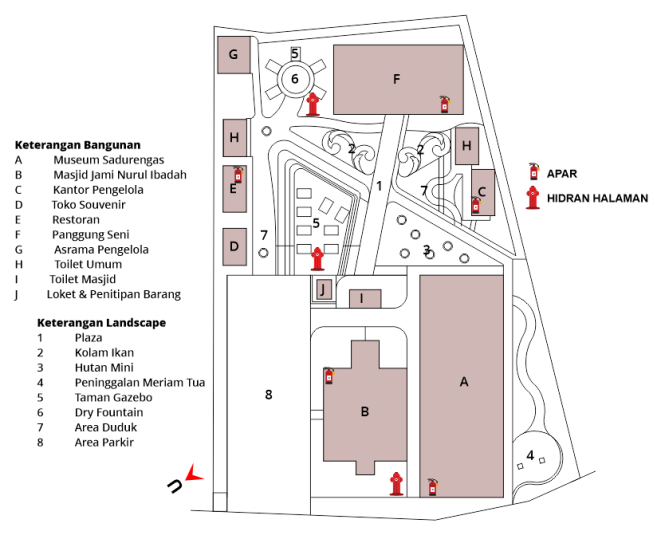 Keterangan Bangunan
A Museum Sadurengas
B Masjid Jami Nurul Ibadah
C Kantor Pengelola
D Toko Souvenir
E Restoran
F Panggung Seni
G Asrama Pengelola
H Toilet Umum
I Toilet Masjid
J Loket & Penitipan Barang
Keterangan Landscape
1 Plaza
2 Kolam Ikan
3 Hutan Mini
4 Peninggalan Meriam Tua
5 Taman Gazebo
6 Dry Fountain
7 Area Duduk
8 Area Parkir
G
5
6
F
H
2
2
H
E
1
7
C
5
D
7
3
J
I
8
B
A
4
U
APAR
HIDRAN HALAMAN